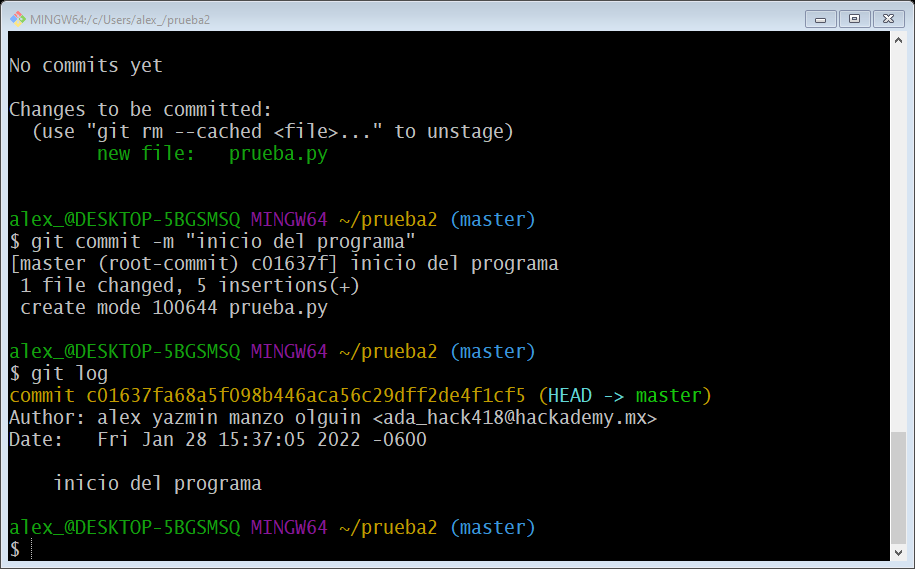 MINGW64:/c/Users/alex_/prueba2
No commits yet
Changes to be committed:
  (use "git rm --cached <file>..." to unstage)
        new file:   prueba.py
alex_@DESKTOP-5BGSMSQ MINGW64 ~/prueba2 (master)
$ git commit -m "inicio del programa"
[master (root-commit) c01637f] inicio del programa
 1 file changed, 5 insertions(+)
 create mode 100644 prueba.py
alex_@DESKTOP-5BGSMSQ MINGW64 ~/prueba2 (master)
$ git log
commit c01637fa68a5f098b446aca56c29dff2de4f1cf5 (HEAD -> master)
Author: alex yazmin manzo olguin <ada_hack418@hackademy.mx>
Date:   Fri Jan 28 15:37:05 2022 -0600
    inicio del programa
alex_@DESKTOP-5BGSMSQ MINGW64 ~/prueba2 (master)
$